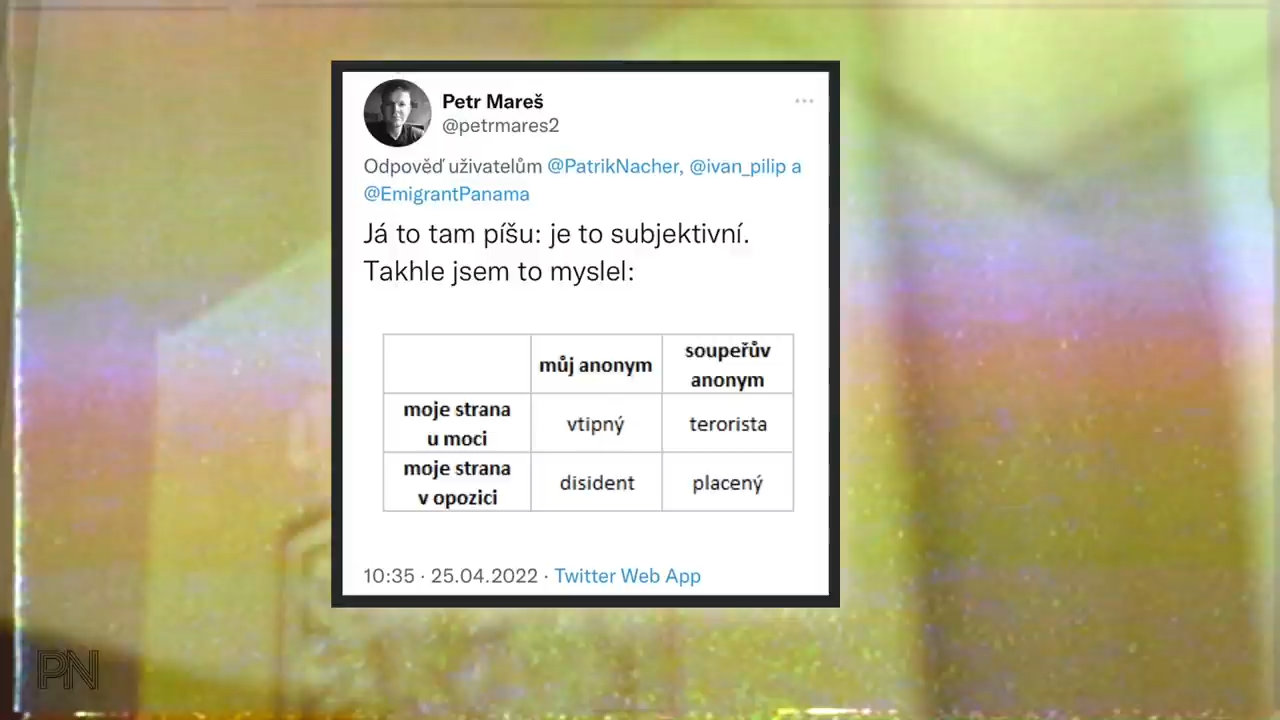 Petr Mareš
@petrmares2
Odpověď uživatelům @PatrikNacher, @ivan_pilip a
@EmigrantPanama
Já to tam píšu: je to subjektivní.
Takhle jsem to myslel:
můj anonym
soupeřův
anonym
moje strana
u moci
vtipný
terorista
moje strana
v opozici
disident
placený
10:35 · 25.04.2022 · Twitter Web App
PN